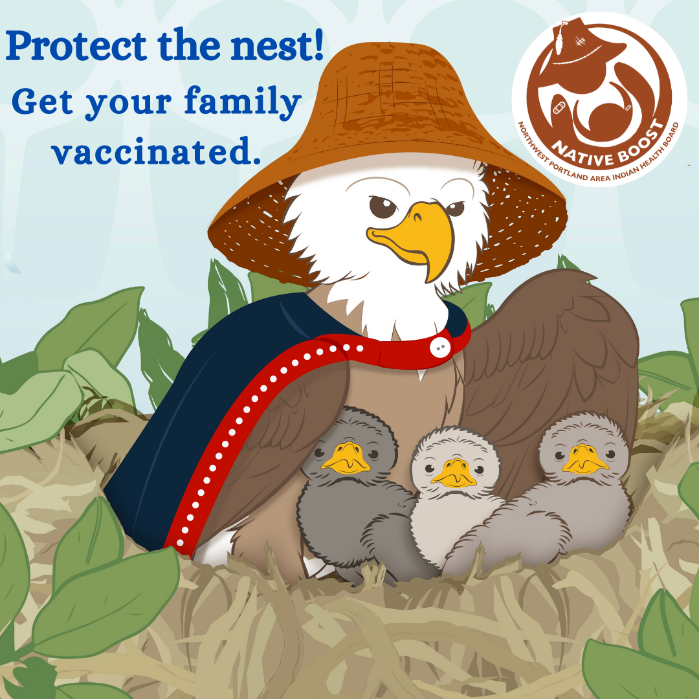 Protect the nest!
Get your family
vaccinated.
NATIVE BOOST
NORTHWEST PORTLAND AREA INDIAN HEALTH BOARD